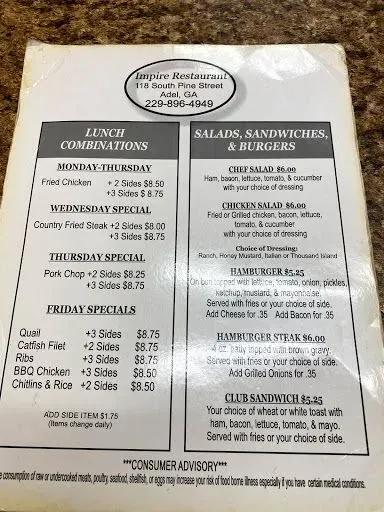 Impire Restaurant
118 South Pine Street
Adel, GA
229-896-4949
LUNCH
COMBINATIONS
MONDAY-THURSDAY
Fried Chicken + 2 Sides $8.50
+3 Sides $ 8.75
WEDNESDAY SPECIAL
Country Fried Steak +2 Sides $8.00
+3 Sides $8.75
THURSDAY SPECIAL
Pork Chop +2 Sides $8.25
+3 Sides $8.75
FRIDAY SPECIALS
Quail +3 Sides $8.75
Catfish Filet +2 Sides $8.75
Ribs +3 Sides $8.75
BBQ Chicken +3 Sides $8.50
Chitlins & Rice +2 Sides $8.50
ADD SIDE ITEM $1.75
(Items change daily)
SALADS, SANDWICHES,
& BURGERS
CHEF SALAD $6.00
Ham, bacon, lettuce, tomato, & cucumber
with your choice of dressing
CHICKEN SALAD $6.00
Fried or Grilled chicken, bacon, lettuce,
tomato, & cucumber
with your choice of dressing
Choice of Dressing:
Ranch, Honey Mustard, Italian or Thousand Island
HAMBURGER $5.25
On bun topped with lettuce, tomato, onion, pickles,
ketchup, mustard, & mayonnaise.
Served with fries or your choice of side.
Add Cheese for .35 Add Bacon for .35
HAMBURGER STEAK $6.00
4 oz. patty topped with brown gravy.
Served with fries or your choice of side.
Add Grilled Onions for .35
CLUB SANDWICH $5.25
Your choice of wheat or white toast with
ham, bacon, lettuce, tomato, & mayo.
Served with fries or your choice of side.
***CONSUMER ADVISORY***
consumption of raw or undercooked meats, poultry, seafood, shellfish, or eggs may increase your risk of food borne illness especially if you have certain medical conditions.